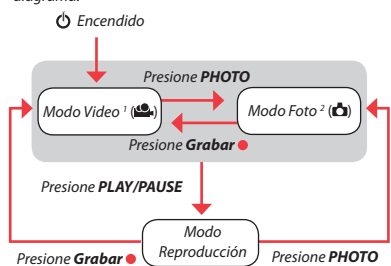 diagrama.
Encendido
Presione PHOTO
Modo Video ¹ ( )
Modo Foto ² ( )
Presione Grabar
Presione PLAY/PAUSE
Modo
Reproducción
Presione Grabar
Presione PHOTO